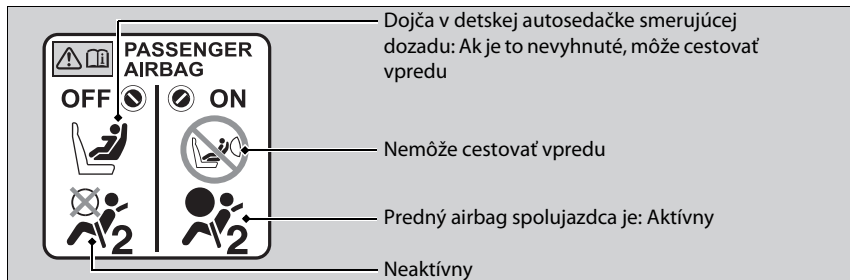 Dojča v detskej autosedačke smerujúcej
dozadu: Ak je to nevyhnuté, môže cestovať
vpredu
PASSENGER
AIRBAG
OFF ON
Nemôže cestovať vpredu
Predný airbag spolujazdca je: Aktívny
2 2
Neaktívny